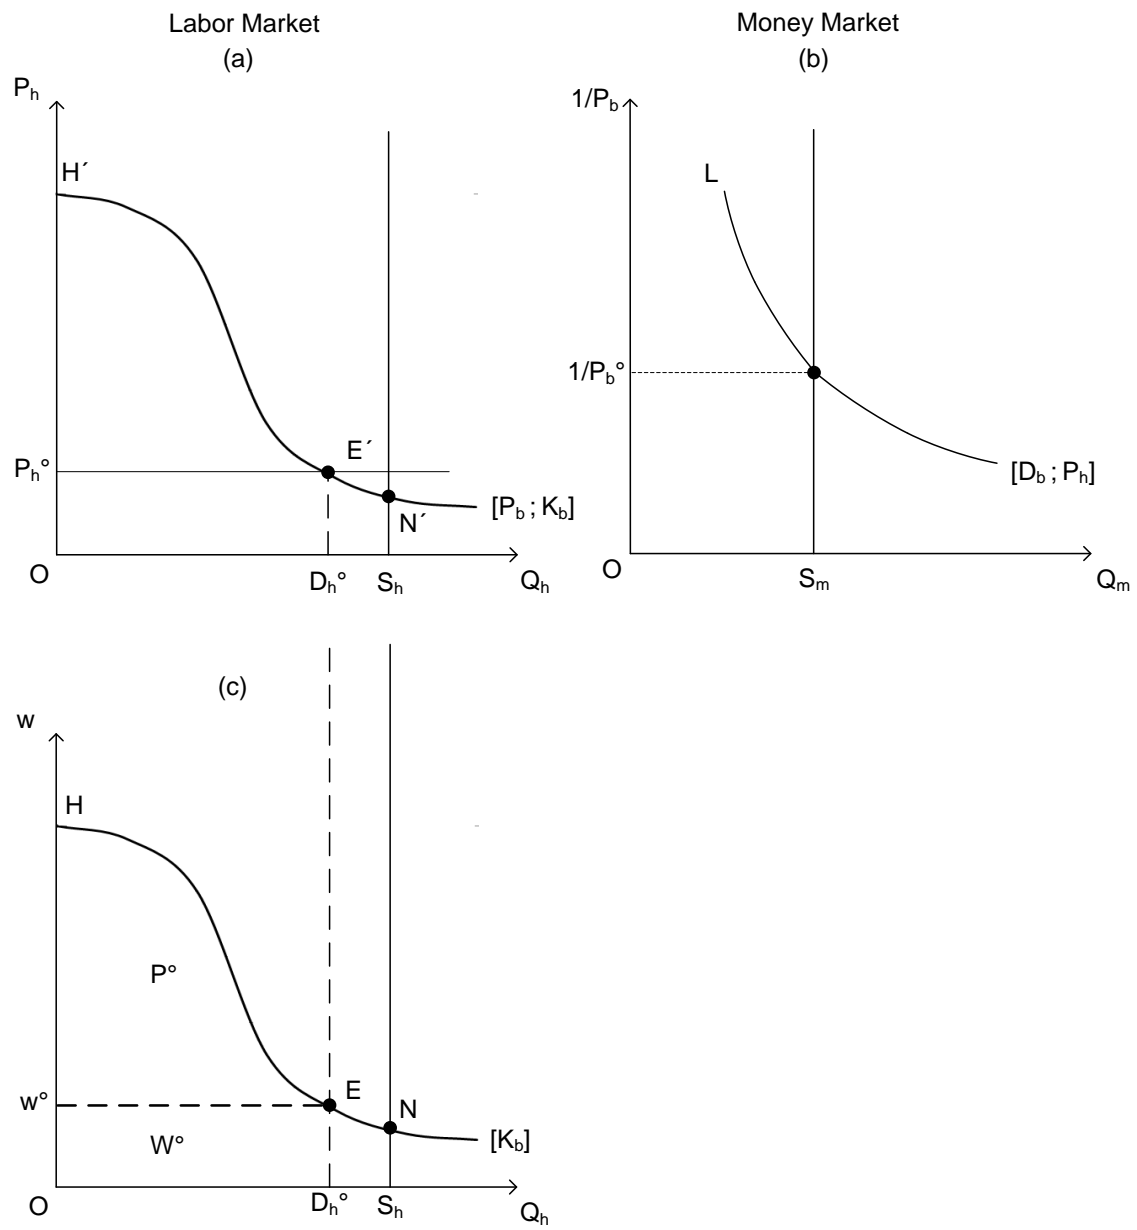 Labor Market
(a)
P_h
H´
P_h°
E´
N´
[P_b ; K_b]
O
D_h°
S_h
Q_h
Money Market
(b)
1/P_b
L
1/P_b°
[D_b ; P_h]
O
S_m
Q_m
(c)
w
H
P°
w°
E
N
W°
[K_b]
O
D_h°
S_h
Q_h